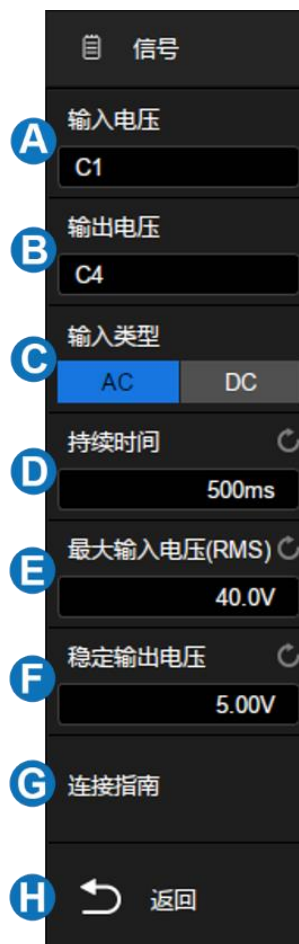 信号
A
输入电压
C1
B
输出电压
C4
C
输入类型
AC DC
D
持续时间
500ms
E
最大输入电压(RMS)
40.0V
F
稳定输出电压
5.00V
G
连接指南
H
返回